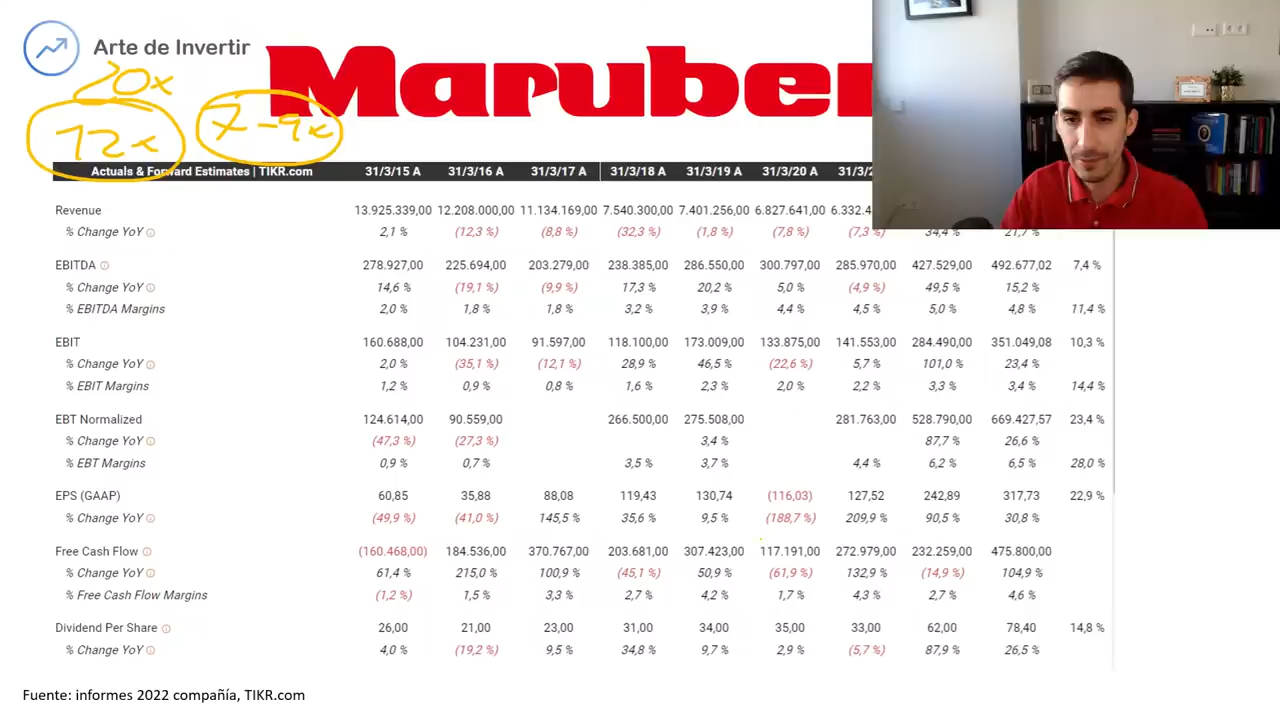 Arte de Invertir
Marube
20x
12x
7-9x
Actuals & Forward Estimates | TIKR.com 31/3/15 A 31/3/16 A 31/3/17 A 31/3/18 A 31/3/19 A 31/3/20 A 31/3/2
Revenue 13.925.339,00 12.208.000,00 11.134.169,00 7.540.300,00 7.401.256,00 6.827.641,00 6.332.4
% Change YoY 2,1 % (12,3 %) (8,8 %) (32,3 %) (1,8 %) (7,8 %) (7,3 %) 34,4 % 21,7 %
EBITDA 278.927,00 225.694,00 203.279,00 238.385,00 286.550,00 300.797,00 285.970,00 427.529,00 492.677,02 7,4 %
% Change YoY 14,6 % (19,1 %) (9,9 %) 17,3 % 20,2 % 5,0 % (4,9 %) 49,5 % 15,2 %
% EBITDA Margins 2,0 % 1,8 % 1,8 % 3,2 % 3,9 % 4,4 % 4,5 % 5,0 % 4,8 % 11,4 %
EBIT 160.688,00 104.231,00 91.597,00 118.100,00 173.009,00 133.875,00 141.553,00 284.490,00 351.049,08 10,3 %
% Change YoY 2,0 % (35,1 %) (12,1 %) 28,9 % 46,5 % (22,6 %) 5,7 % 101,0 % 23,4 %
% EBIT Margins 1,2 % 0,9 % 0,8 % 1,6 % 2,3 % 2,0 % 2,2 % 3,3 % 3,4 % 14,4 %
EBT Normalized 124.614,00 90.559,00 266.500,00 275.508,00 281.763,00 528.790,00 669.427,57 23,4 %
% Change YoY (47,3 %) (27,3 %) 3,4 % 87,7 % 26,6 %
% EBT Margins 0,9 % 0,7 % 3,5 % 3,7 % 4,4 % 6,2 % 6,5 % 28,0 %
EPS (GAAP) 60,85 35,88 88,08 119,43 130,74 (116,03) 127,52 242,89 317,73 22,9 %
% Change YoY (49,9 %) (41,0 %) 145,5 % 35,6 % 9,5 % (188,7 %) 209,9 % 90,5 % 30,8 %
Free Cash Flow (160.468,00) 184.536,00 370.767,00 203.681,00 307.423,00 117.191,00 272.979,00 232.259,00 475.800,00
% Change YoY 61,4 % 215,0 % 100,9 % (45,1 %) 50,9 % (61,9 %) 132,9 % (14,9 %) 104,9 %
% Free Cash Flow Margins (1,2 %) 1,5 % 3,3 % 2,7 % 4,2 % 1,7 % 4,3 % 2,7 % 4,6 %
Dividend Per Share 26,00 21,00 23,00 31,00 34,00 35,00 33,00 62,00 78,40 14,8 %
% Change YoY 4,0 % (19,2 %) 9,5 % 34,8 % 9,7 % 2,9 % (5,7 %) 87,9 % 26,5 %
Fuente: informes 2022 compañía, TIKR.com